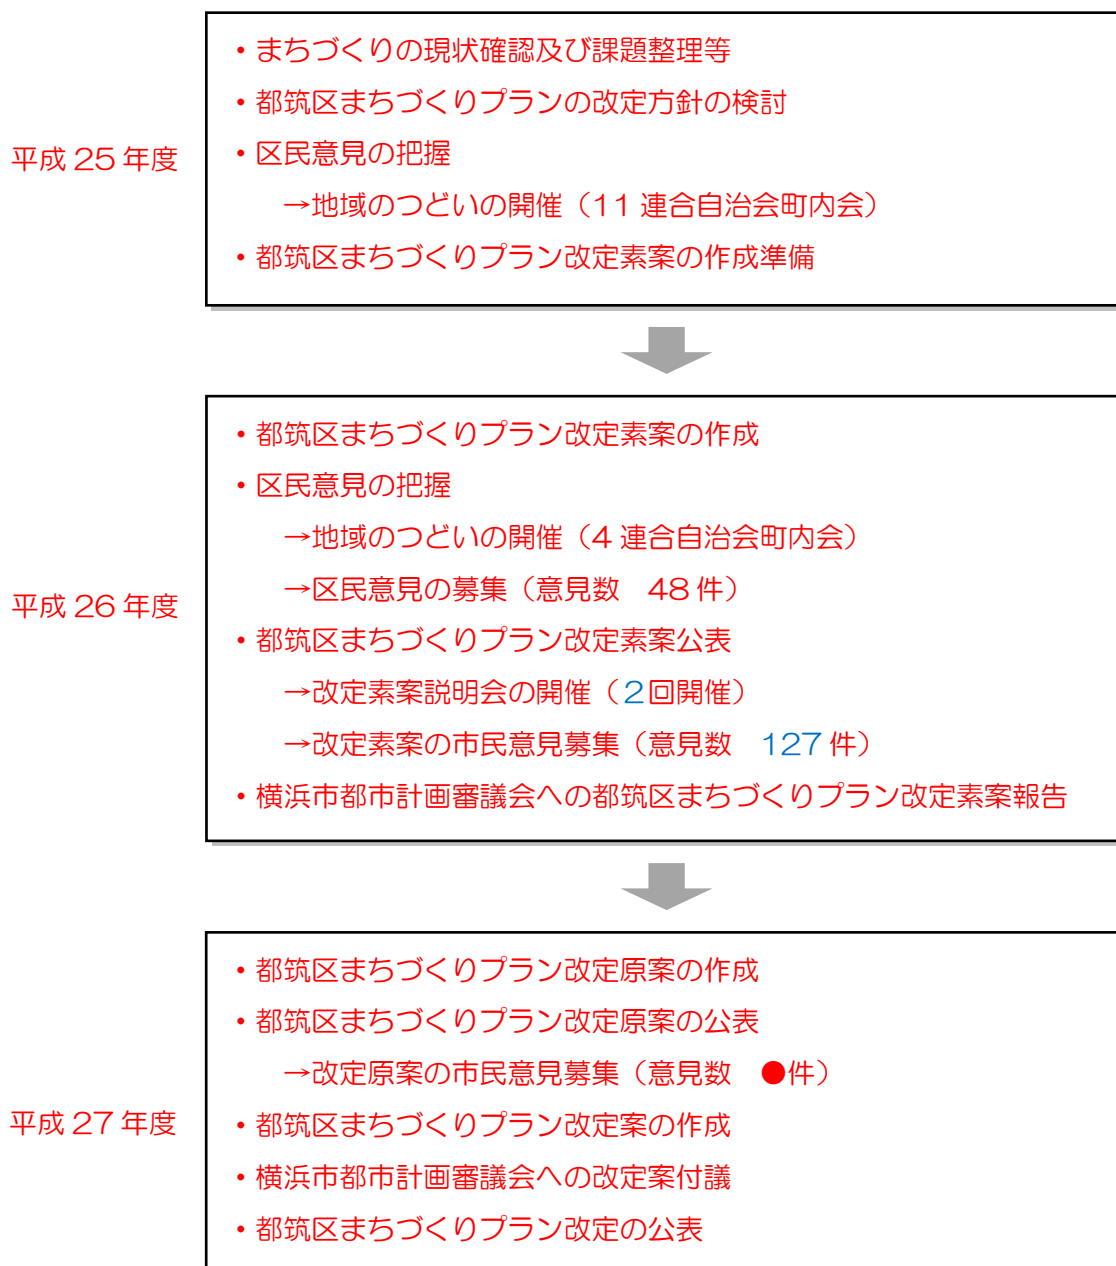 平成 25 年度
・まちづくりの現状確認及び課題整理等
・都筑区まちづくりプランの改定方針の検討
・区民意見の把握
→地域のつどいの開催（11 連合自治会町内会）
・都筑区まちづくりプラン改定素案の作成準備
平成 26 年度
・都筑区まちづくりプラン改定素案の作成
・区民意見の把握
→地域のつどいの開催（4 連合自治会町内会）
→区民意見の募集（意見数　48 件）
・都筑区まちづくりプラン改定素案公表
→改定素案説明会の開催（2回開催）
→改定素案の市民意見募集（意見数　127 件）
・横浜市都市計画審議会への都筑区まちづくりプラン改定素案報告
平成 27 年度
・都筑区まちづくりプラン改定原案の作成
・都筑区まちづくりプラン改定原案の公表
→改定原案の市民意見募集（意見数　●件）
・都筑区まちづくりプラン改定案の作成
・横浜市都市計画審議会への改定案付議
・都筑区まちづくりプラン改定の公表